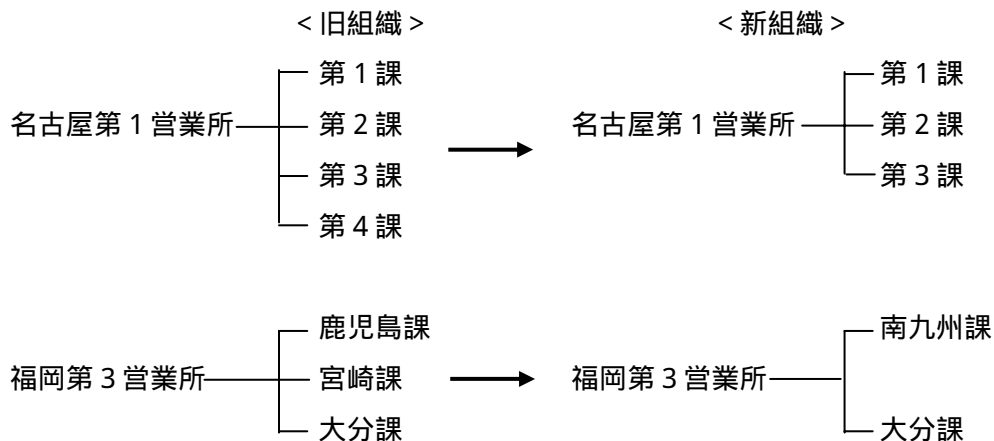 <旧組織> <新組織>
第1課 第1課
名古屋第1営業所 第2課 名古屋第1営業所 第2課
第3課 第3課
第4課
鹿児島課 南九州課
福岡第3営業所 宮崎課 福岡第3営業所
大分課 大分課